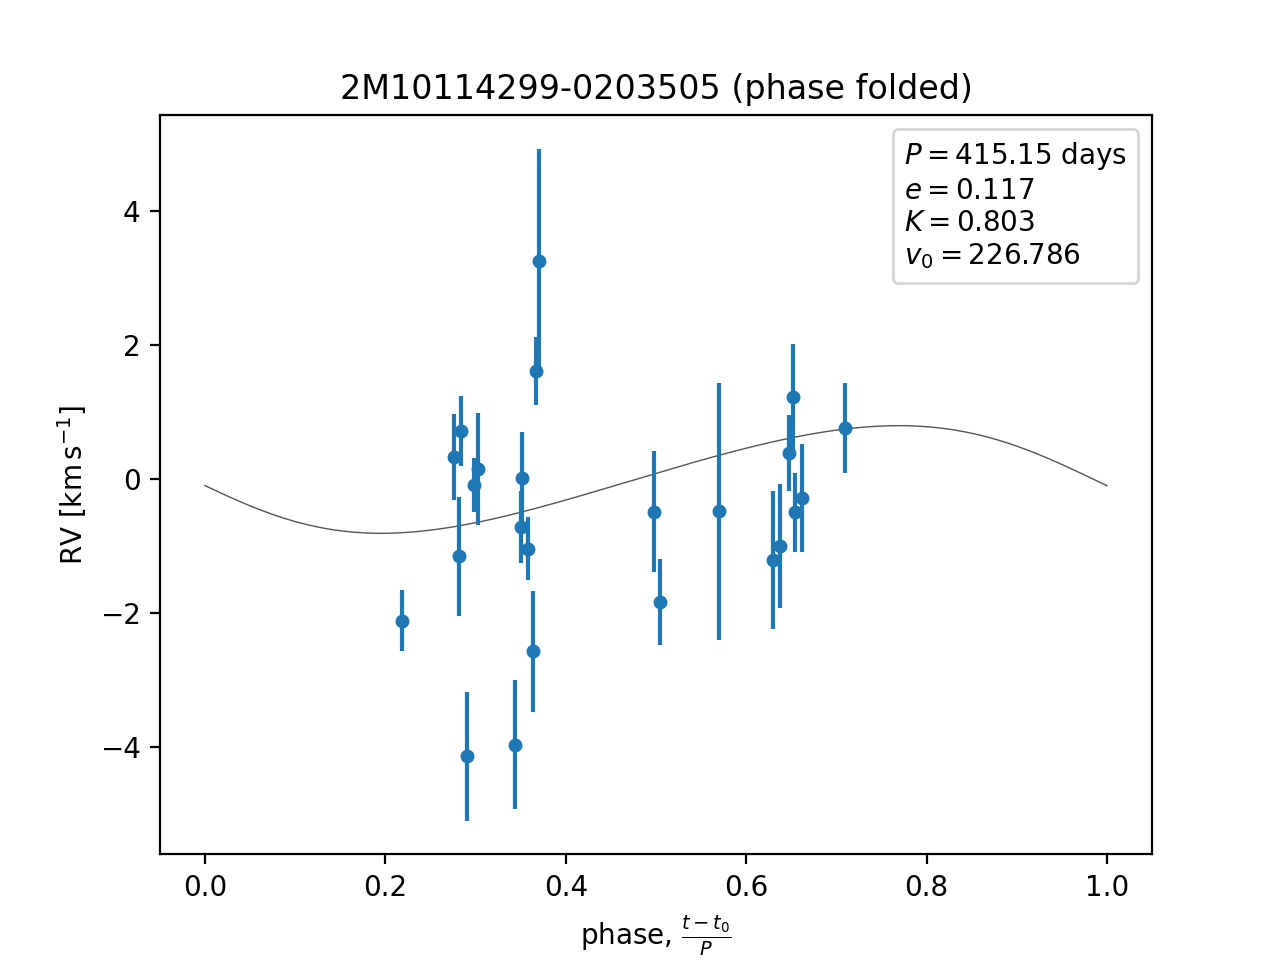 2M10114299-0203505 (phase folded)
P = 415.15 days
e = 0.117
K = 0.803
v₀ = 226.786
4
2
0
−2
−4
RV [km s⁻¹]
0.0 0.2 0.4 0.6 0.8 1.0
phase, (t − t₀)/P